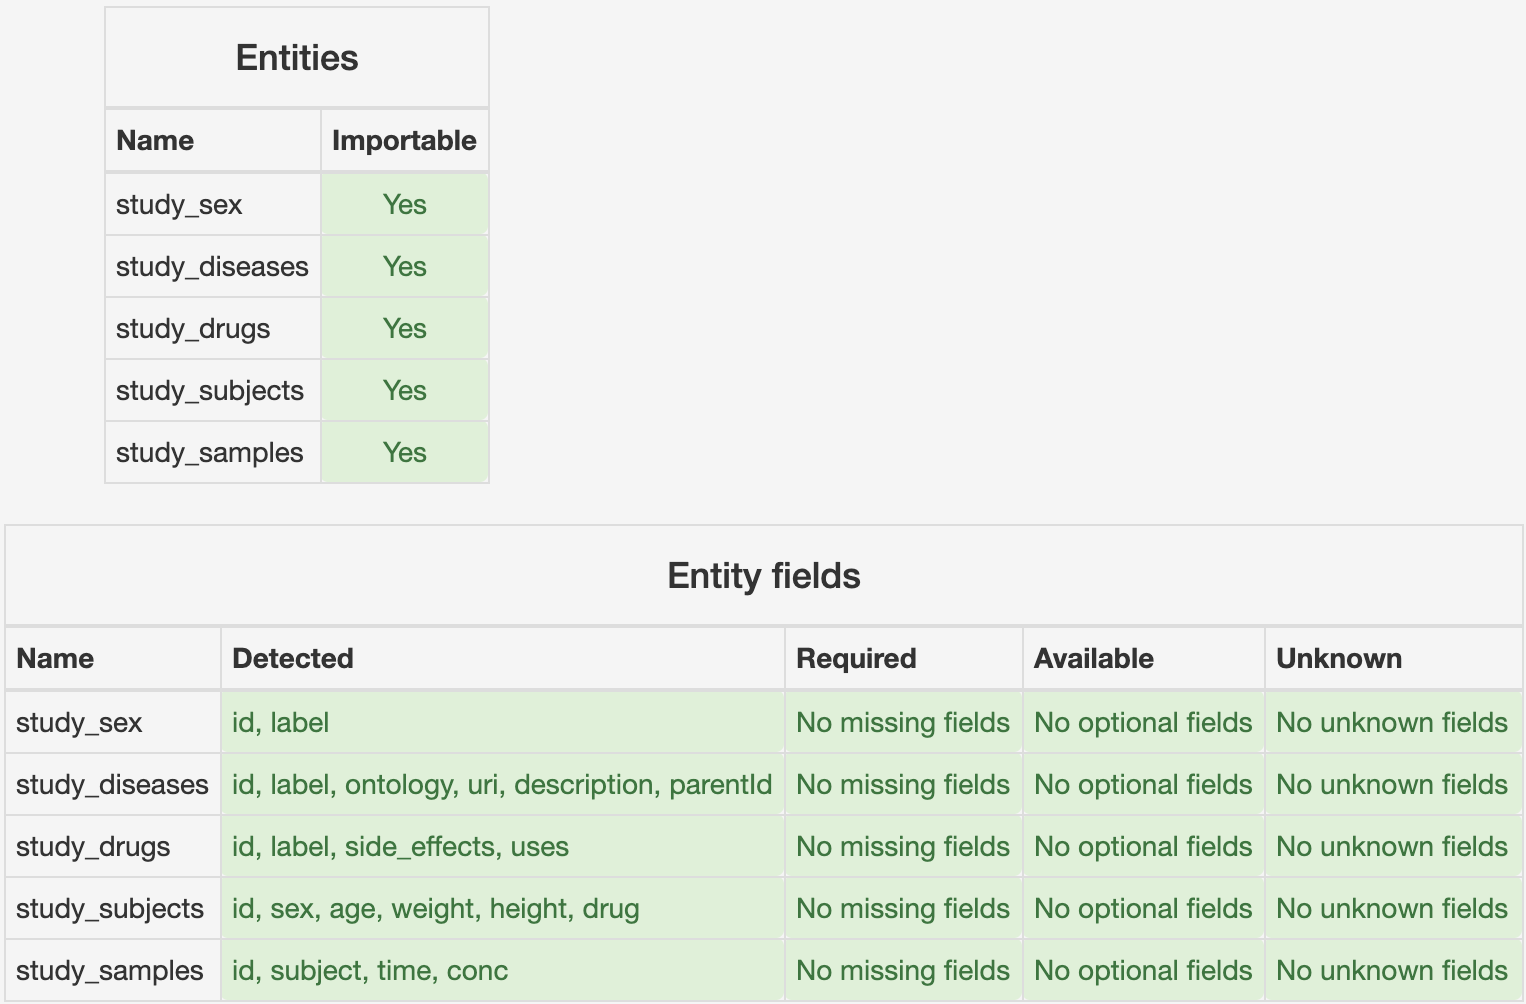 Entities
Name Importable
study_sex Yes
study_diseases Yes
study_drugs Yes
study_subjects Yes
study_samples Yes
Entity fields
Name Detected Required Available Unknown
study_sex id, label No missing fields No optional fields No unknown fields
study_diseases id, label, ontology, uri, description, parentId No missing fields No optional fields No unknown fields
study_drugs id, label, side_effects, uses No missing fields No optional fields No unknown fields
study_subjects id, sex, age, weight, height, drug No missing fields No optional fields No unknown fields
study_samples id, subject, time, conc No missing fields No optional fields No unknown fields